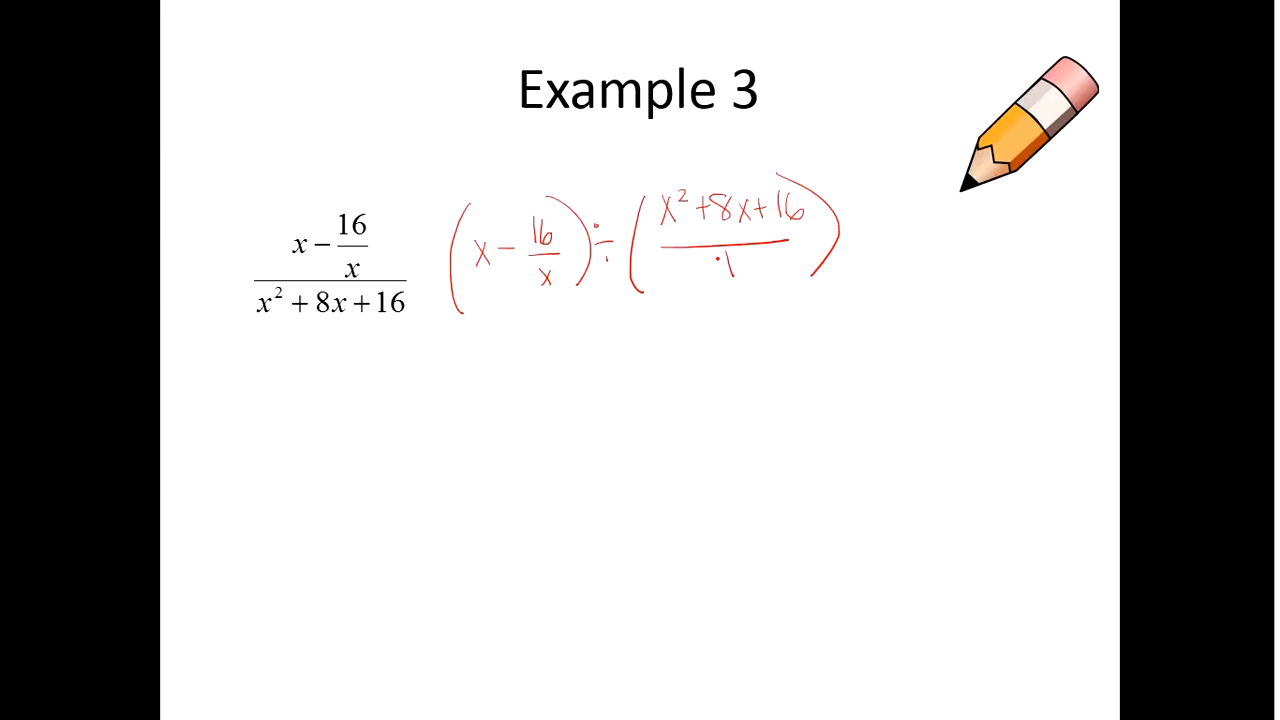 Example 3
(x - 16/x) / (x² + 8x + 16) (x - 16/x) ÷ ((x² + 8x + 16)/1)